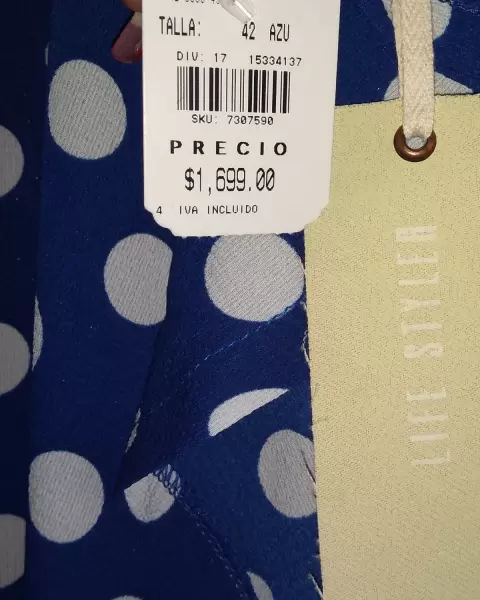 TALLA: 42 AZU
DIV: 17 15334137
SKU: 7307590
PRECIO
$1,699.00
4 IVA INCLUIDO
LIFE STYLER